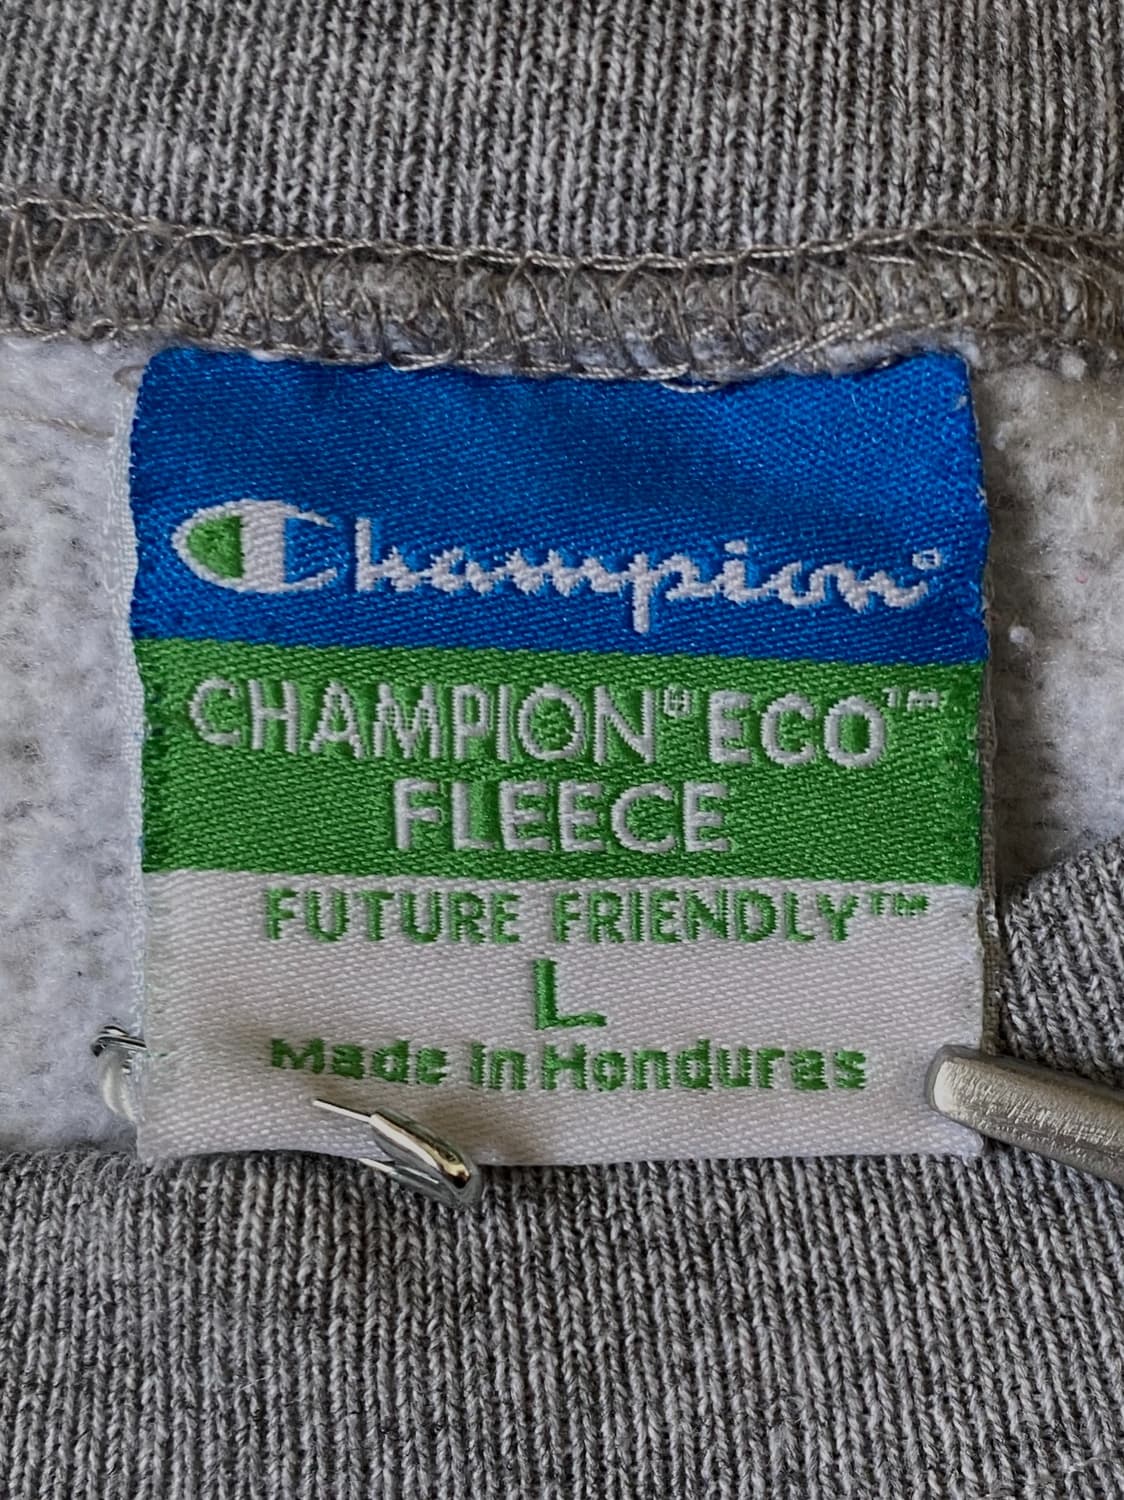 Champion®
CHAMPION® ECO™
FLEECE
FUTURE FRIENDLY™
L
Made in Honduras